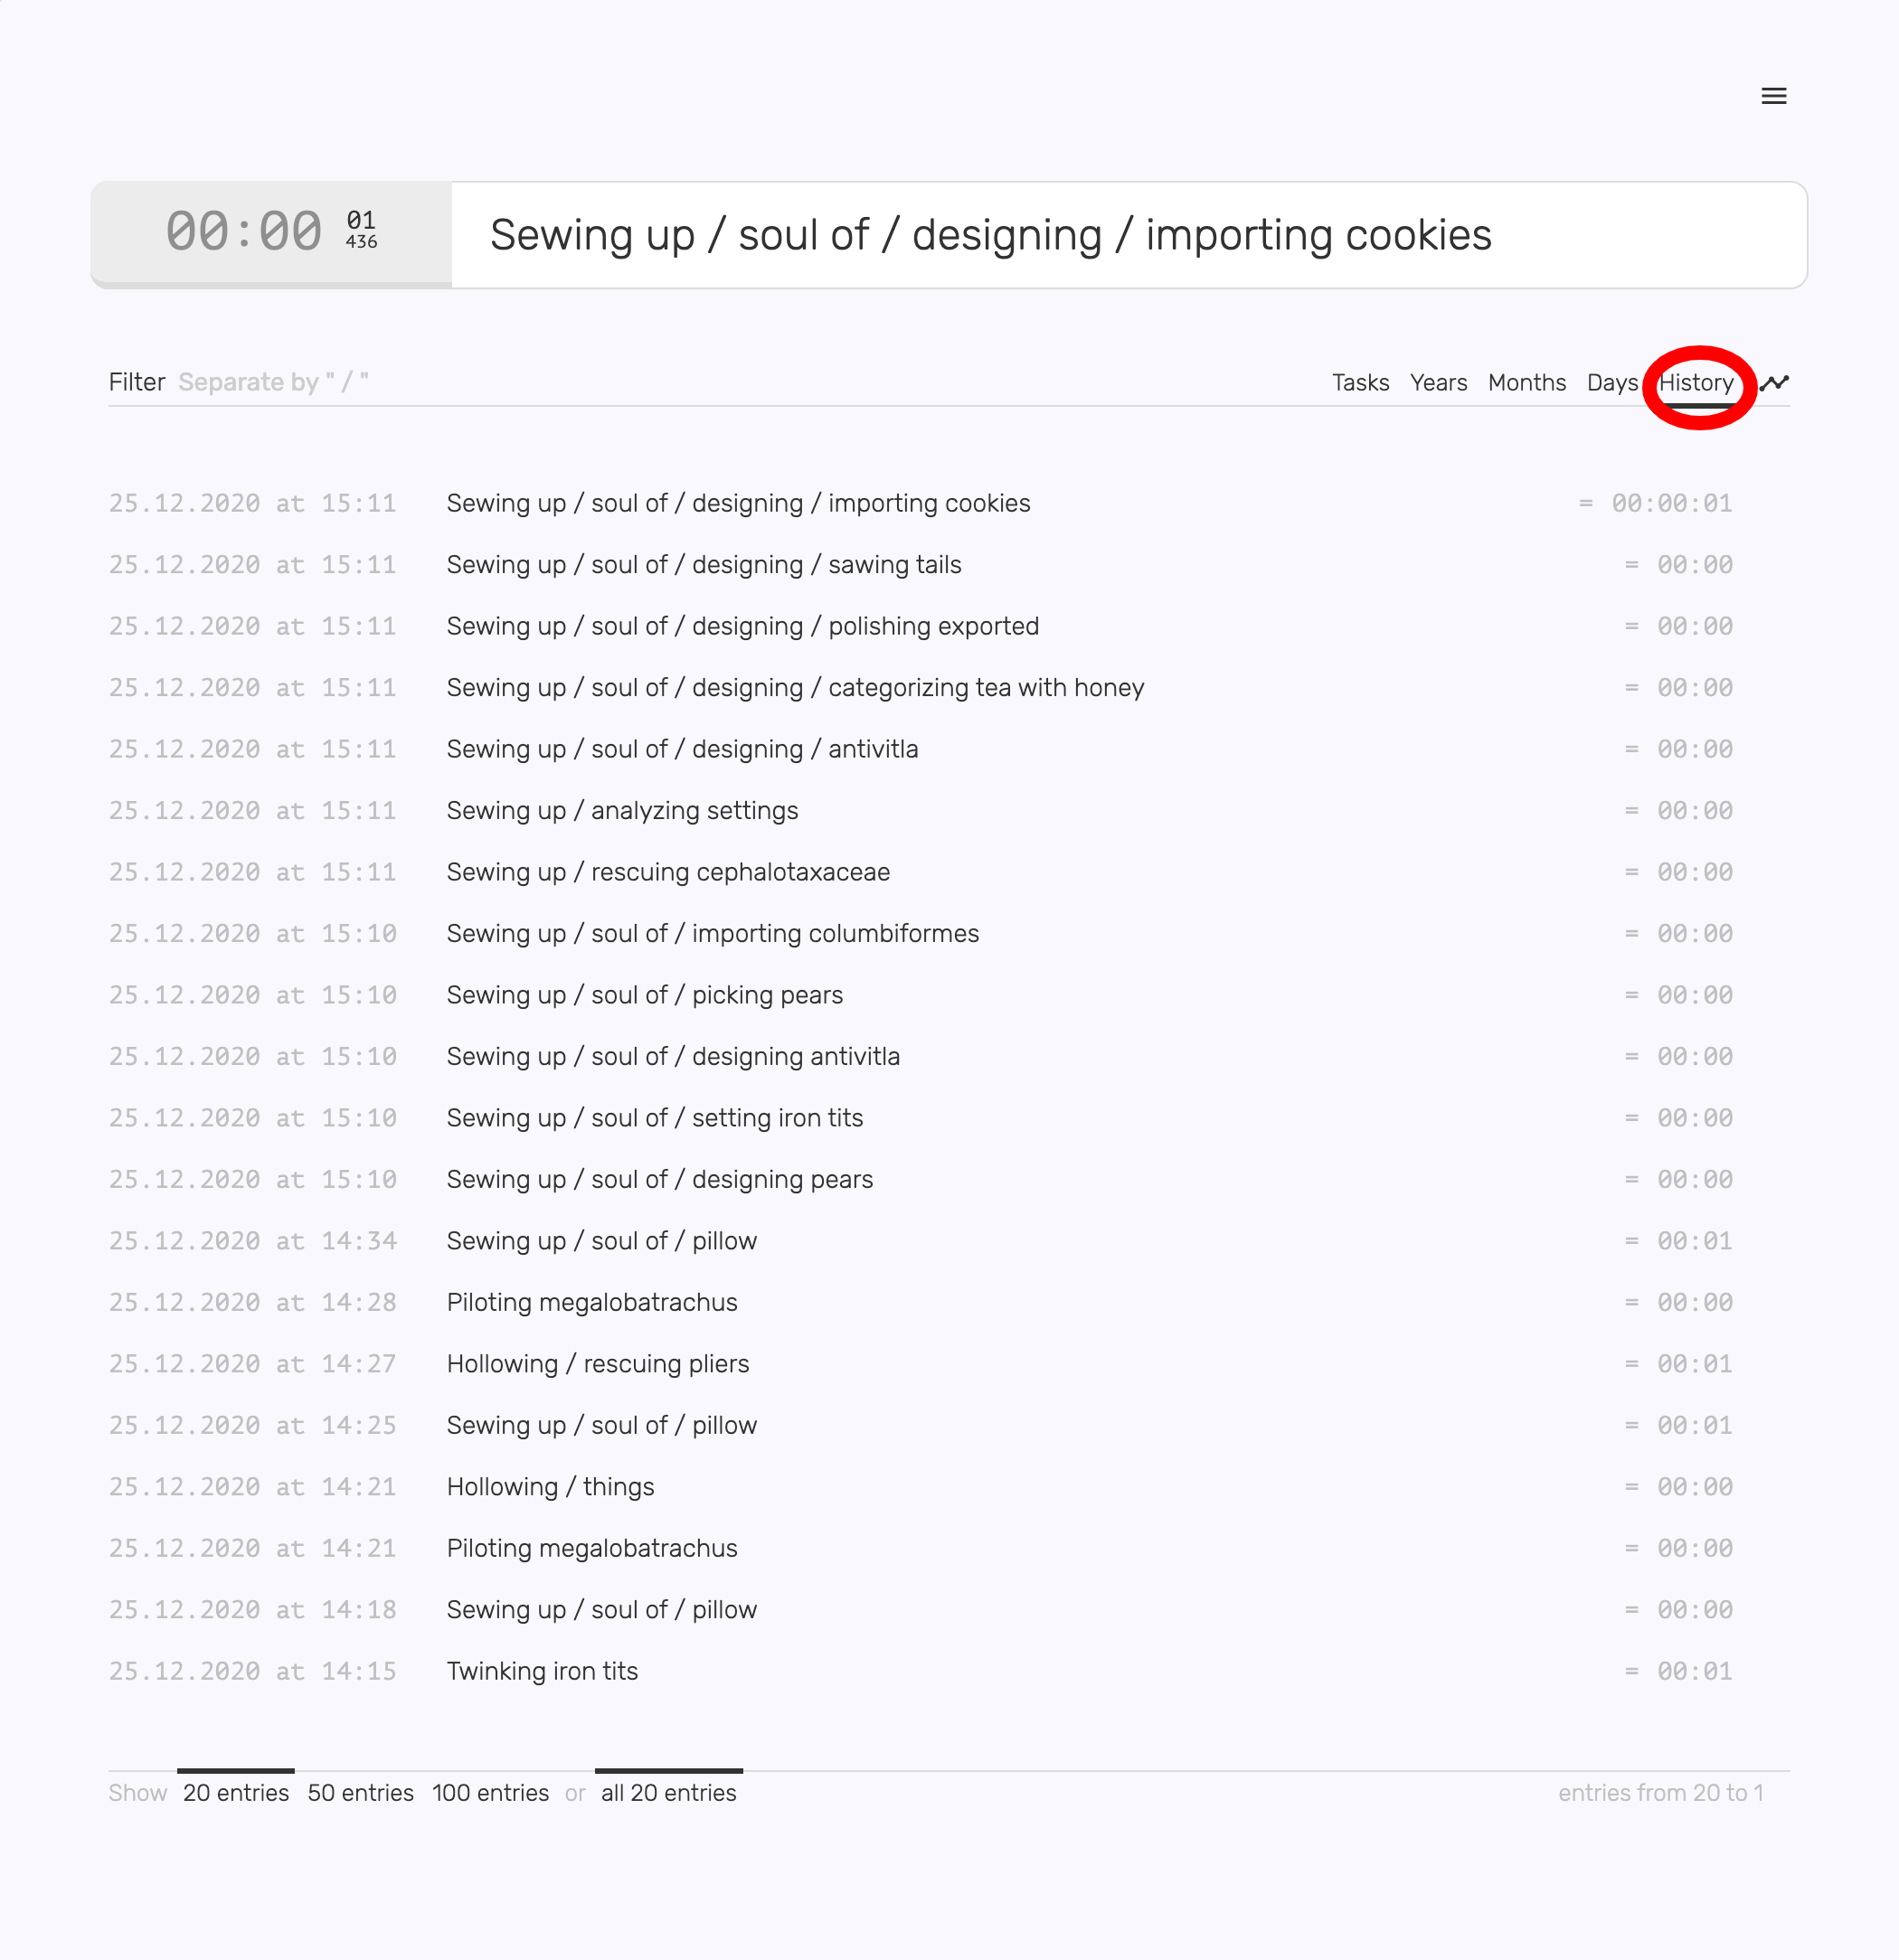 00:00 01
436
Sewing up / soul of / designing / importing cookies
Filter Separate by " / " Tasks Years Months Days History
25.12.2020 at 15:11 Sewing up / soul of / designing / importing cookies = 00:00:01
25.12.2020 at 15:11 Sewing up / soul of / designing / sawing tails = 00:00
25.12.2020 at 15:11 Sewing up / soul of / designing / polishing exported = 00:00
25.12.2020 at 15:11 Sewing up / soul of / designing / categorizing tea with honey = 00:00
25.12.2020 at 15:11 Sewing up / soul of / designing / antivitla = 00:00
25.12.2020 at 15:11 Sewing up / analyzing settings = 00:00
25.12.2020 at 15:11 Sewing up / rescuing cephalotaxaceae = 00:00
25.12.2020 at 15:10 Sewing up / soul of / importing columbiformes = 00:00
25.12.2020 at 15:10 Sewing up / soul of / picking pears = 00:00
25.12.2020 at 15:10 Sewing up / soul of / designing antivitla = 00:00
25.12.2020 at 15:10 Sewing up / soul of / setting iron tits = 00:00
25.12.2020 at 15:10 Sewing up / soul of / designing pears = 00:00
25.12.2020 at 14:34 Sewing up / soul of / pillow = 00:01
25.12.2020 at 14:28 Piloting megalobatrachus = 00:00
25.12.2020 at 14:27 Hollowing / rescuing pliers = 00:01
25.12.2020 at 14:25 Sewing up / soul of / pillow = 00:01
25.12.2020 at 14:21 Hollowing / things = 00:00
25.12.2020 at 14:21 Piloting megalobatrachus = 00:00
25.12.2020 at 14:18 Sewing up / soul of / pillow = 00:00
25.12.2020 at 14:15 Twinking iron tits = 00:01
Show 20 entries 50 entries 100 entries or all 20 entries entries from 20 to 1